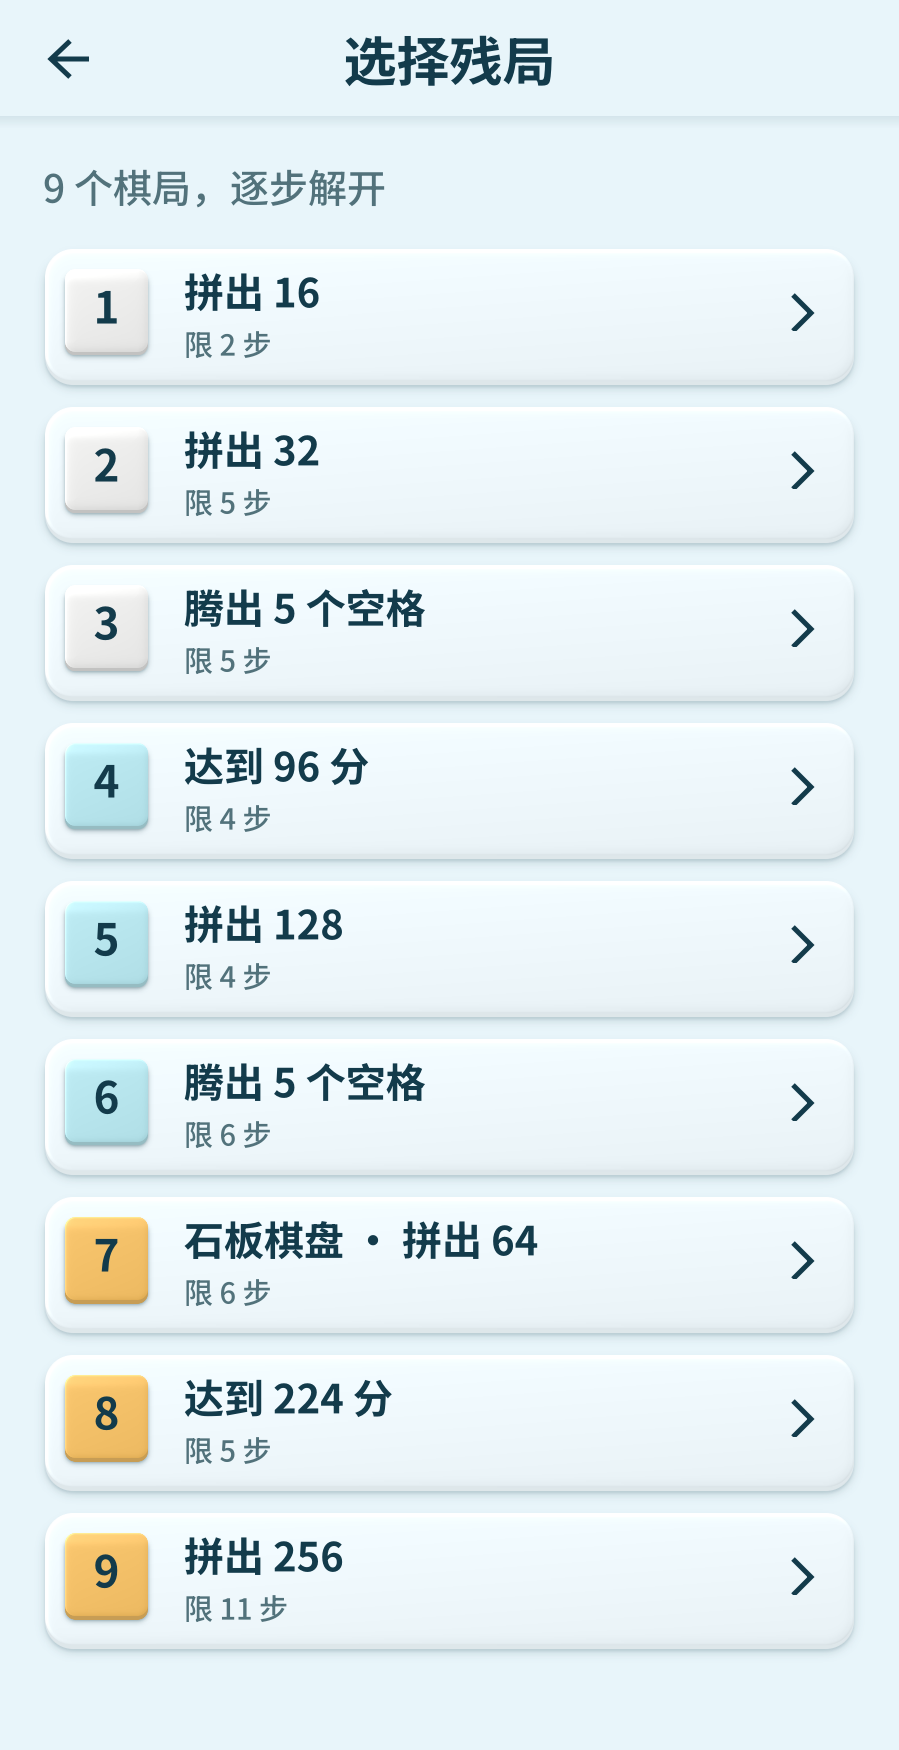 选择残局
9 个棋局，逐步解开
1
拼出 16
限 2 步
2
拼出 32
限 5 步
3
腾出 5 个空格
限 5 步
4
达到 96 分
限 4 步
5
拼出 128
限 4 步
6
腾出 5 个空格
限 6 步
7
石板棋盘 · 拼出 64
限 6 步
8
达到 224 分
限 5 步
9
拼出 256
限 11 步